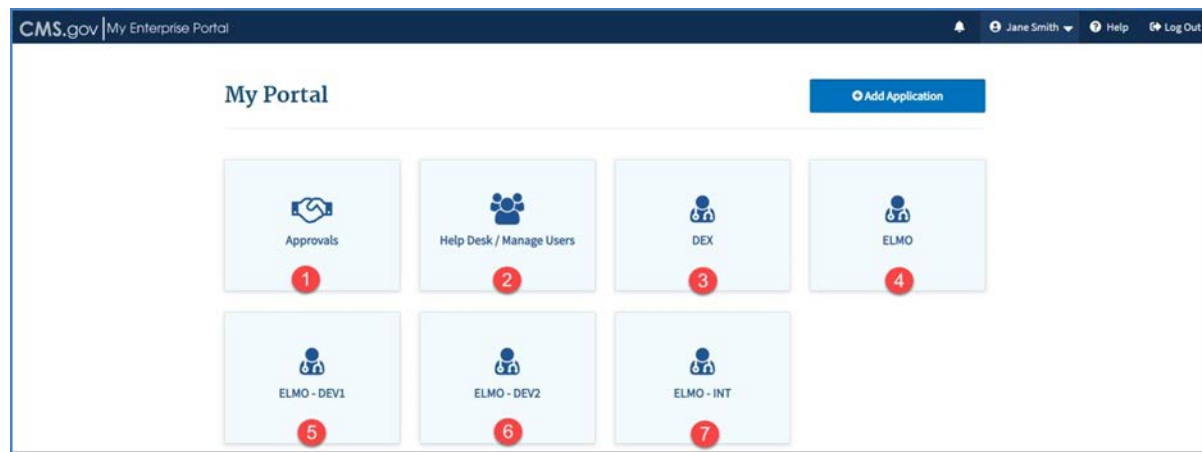 CMS.gov My Enterprise Portal Jane Smith Help Log Out
My Portal Add Application
Approvals Help Desk / Manage Users DEX ELMO
1 2 3 4
ELMO - DEV1 ELMO - DEV2 ELMO - INT
5 6 7